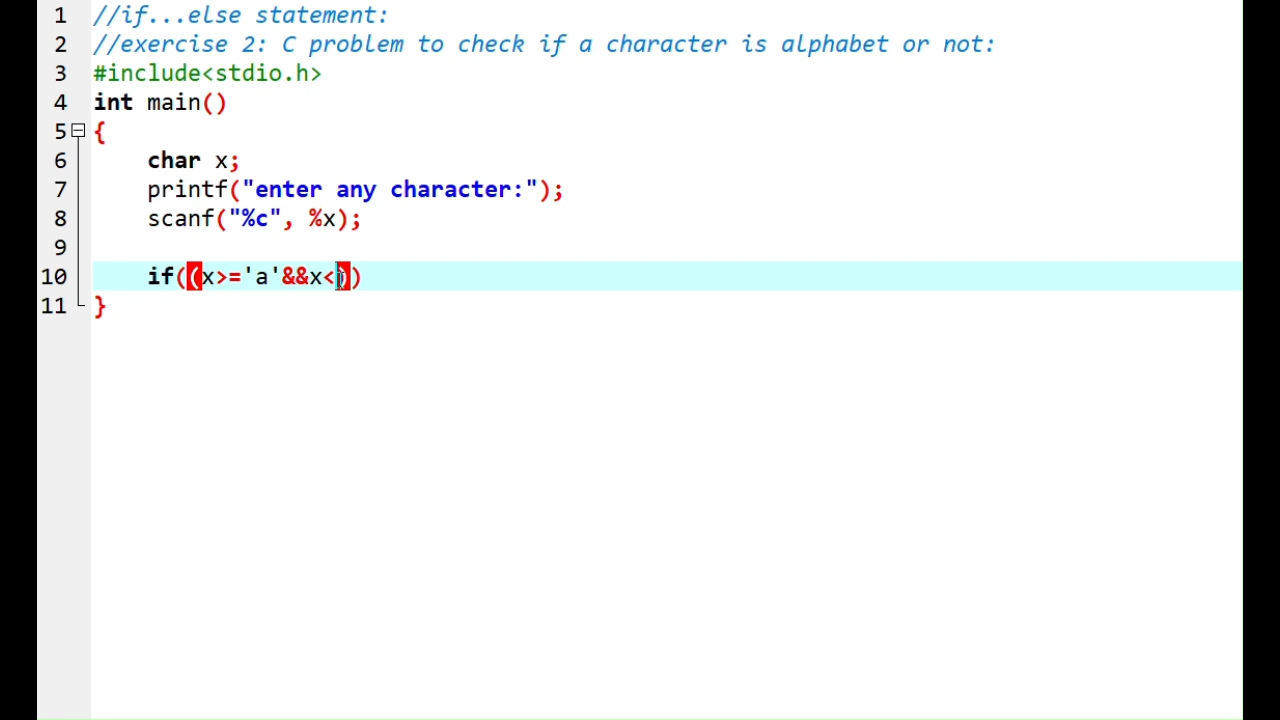 1 //if...else statement:
2 //exercise 2: C problem to check if a character is alphabet or not:
3 #include<stdio.h>
4 int main()
5 {
6 char x;
7 printf("enter any character:");
8 scanf("%c", %x);
9
10 if((x>='a'&&x<))
11 }